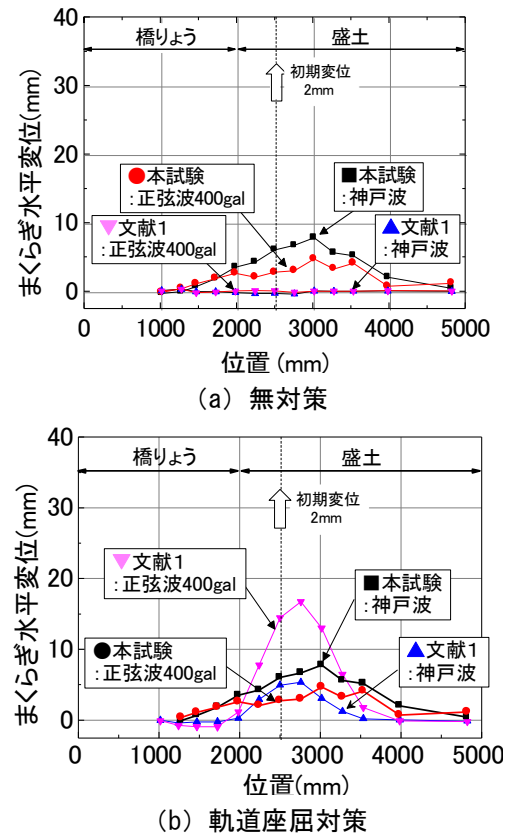 40
30
20
10
0
まくらぎ水平変位(mm)
橋りょう
盛土
初期変位
2mm
●本試験
:正弦波400gal
■本試験
:神戸波
▼文献1
:正弦波400gal
▲文献1
:神戸波
0 1000 2000 3000 4000 5000
位置 (mm)
(a) 無対策
40
30
20
10
0
まくらぎ水平変位(mm)
橋りょう
盛土
初期変位
2mm
▼文献1
:正弦波400gal
■本試験
:神戸波
●本試験
:正弦波400gal
▲文献1
:神戸波
0 1000 2000 3000 4000 5000
位置(mm)
(b) 軌道座屈対策